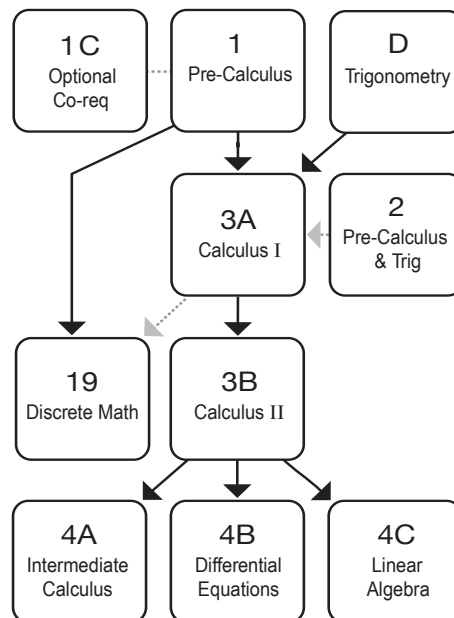 1C
Optional
Co-req
1
Pre-Calculus
D
Trigonometry
3A
Calculus I
2
Pre-Calculus
& Trig
19
Discrete Math
3B
Calculus II
4A
Intermediate
Calculus
4B
Differential
Equations
4C
Linear
Algebra